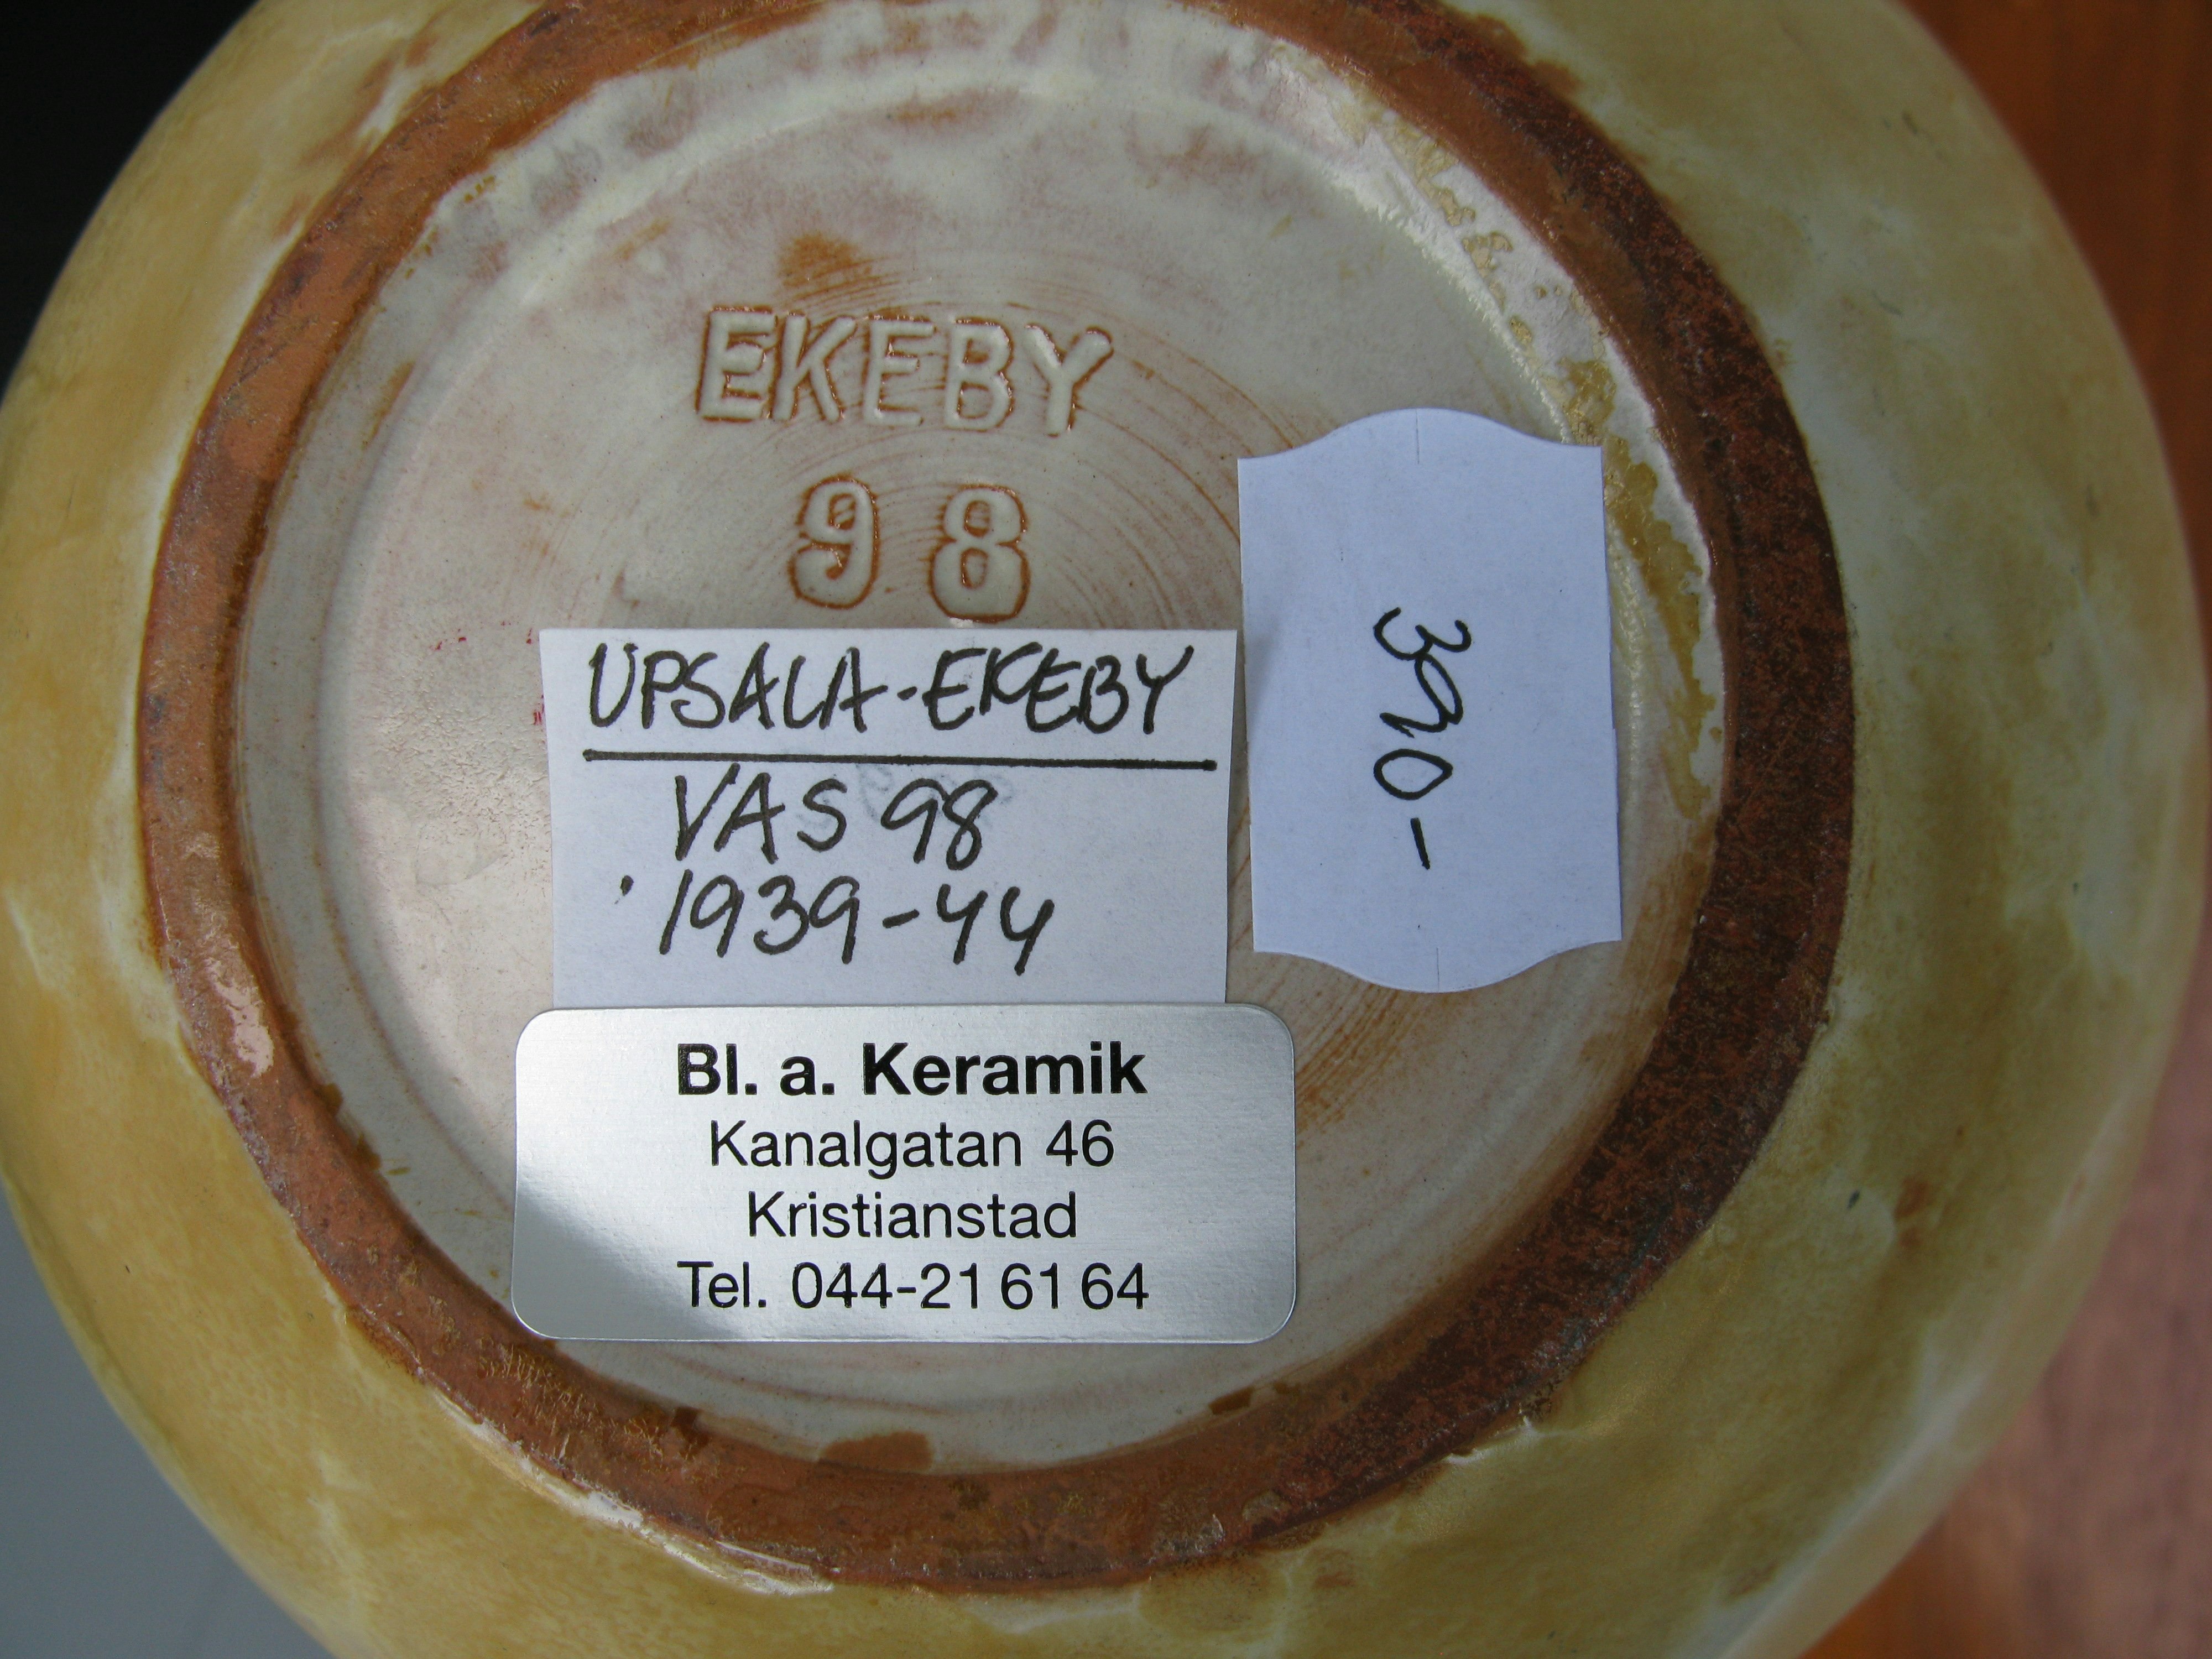 EKEBY
98
UPSALA-EKEBY
VAS 98
1939-44
390-
Bl. a. Keramik
Kanalgatan 46
Kristianstad
Tel. 044-21 61 64